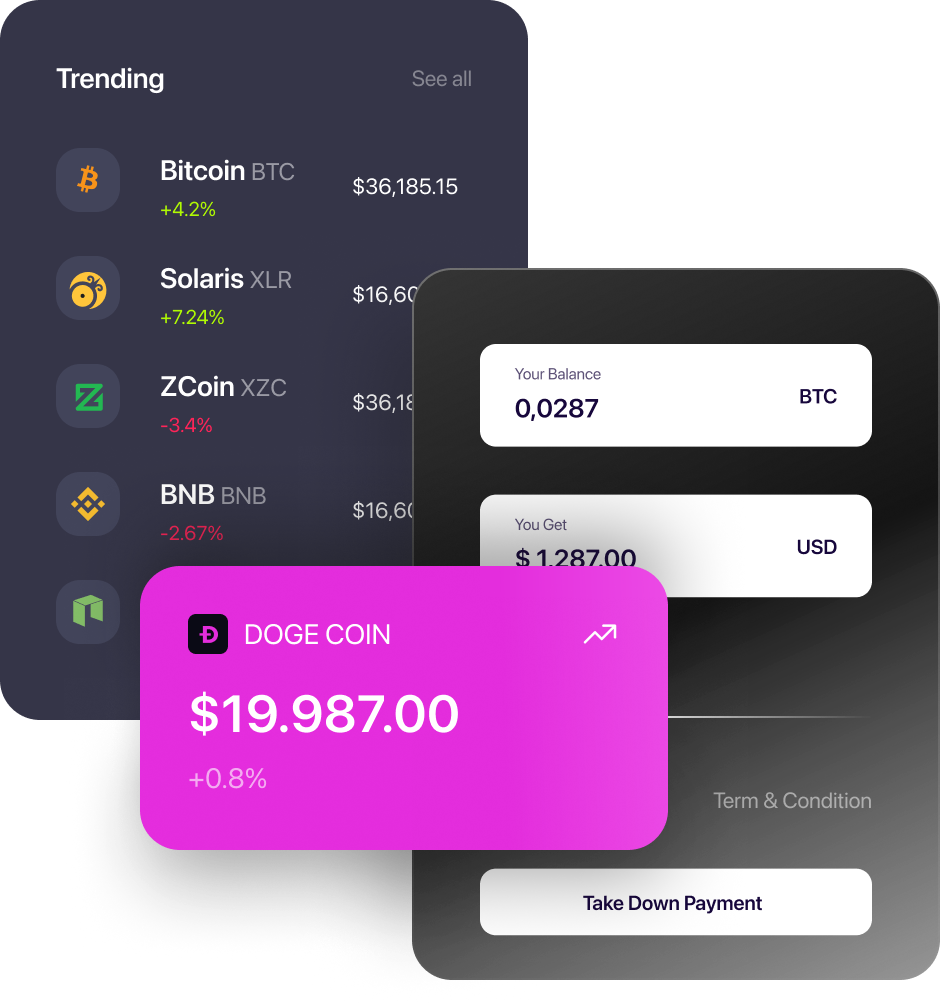 Trending
See all
Bitcoin BTC
+4.2%
$36,185.15
Solaris XLR
+7.24%
$16,60
ZCoin XZC
-3.4%
$36,18
BNB BNB
-2.67%
$16,60
Your Balance
0,0287
BTC
You Get
$ 1,287.00
USD
DOGE COIN
$19.987.00
+0.8%
Term & Condition
Take Down Payment